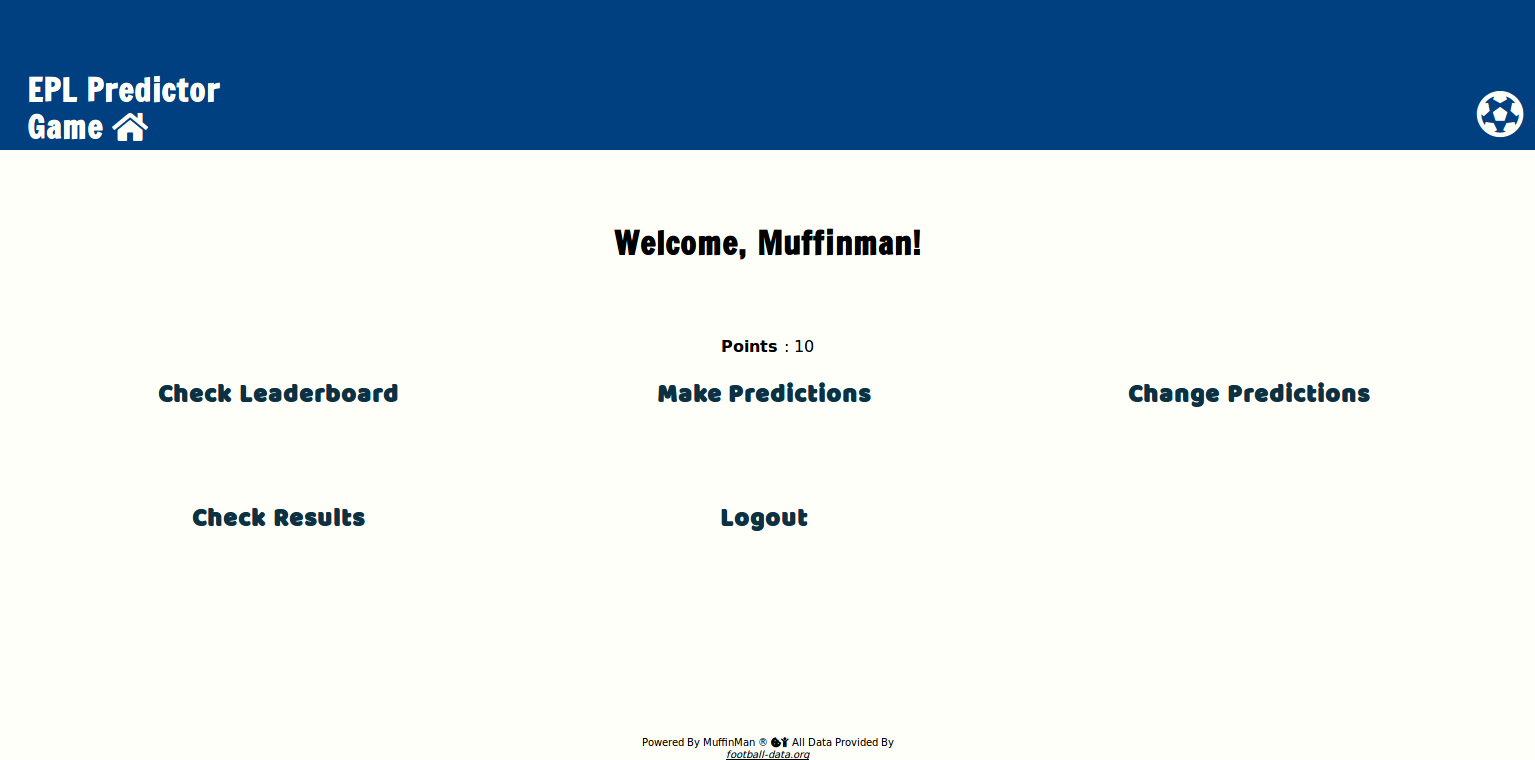 EPL Predictor
Game
Welcome, Muffinman!
Points : 10
Check Leaderboard
Make Predictions
Change Predictions
Check Results
Logout
Powered By MuffinMan ® All Data Provided By
football-data.org